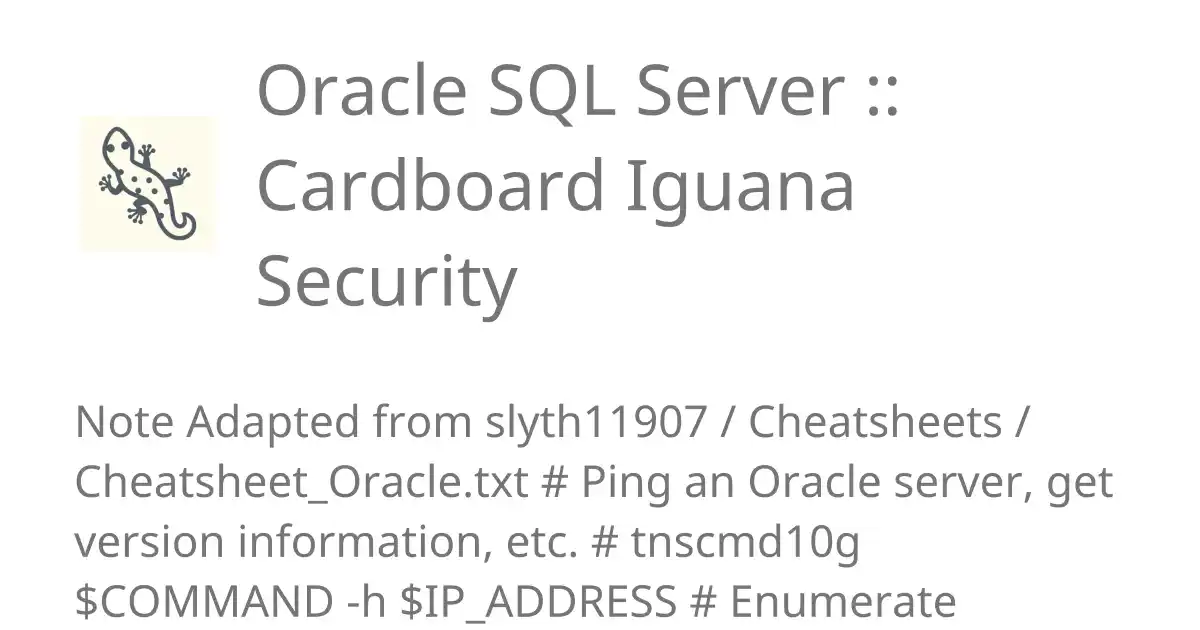 Oracle SQL Server ::
Cardboard Iguana
Security
Note Adapted from slyth11907 / Cheatsheets /
Cheatsheet_Oracle.txt # Ping an Oracle server, get
version information, etc. # tnscmd10g
$COMMAND -h $IP_ADDRESS # Enumerate